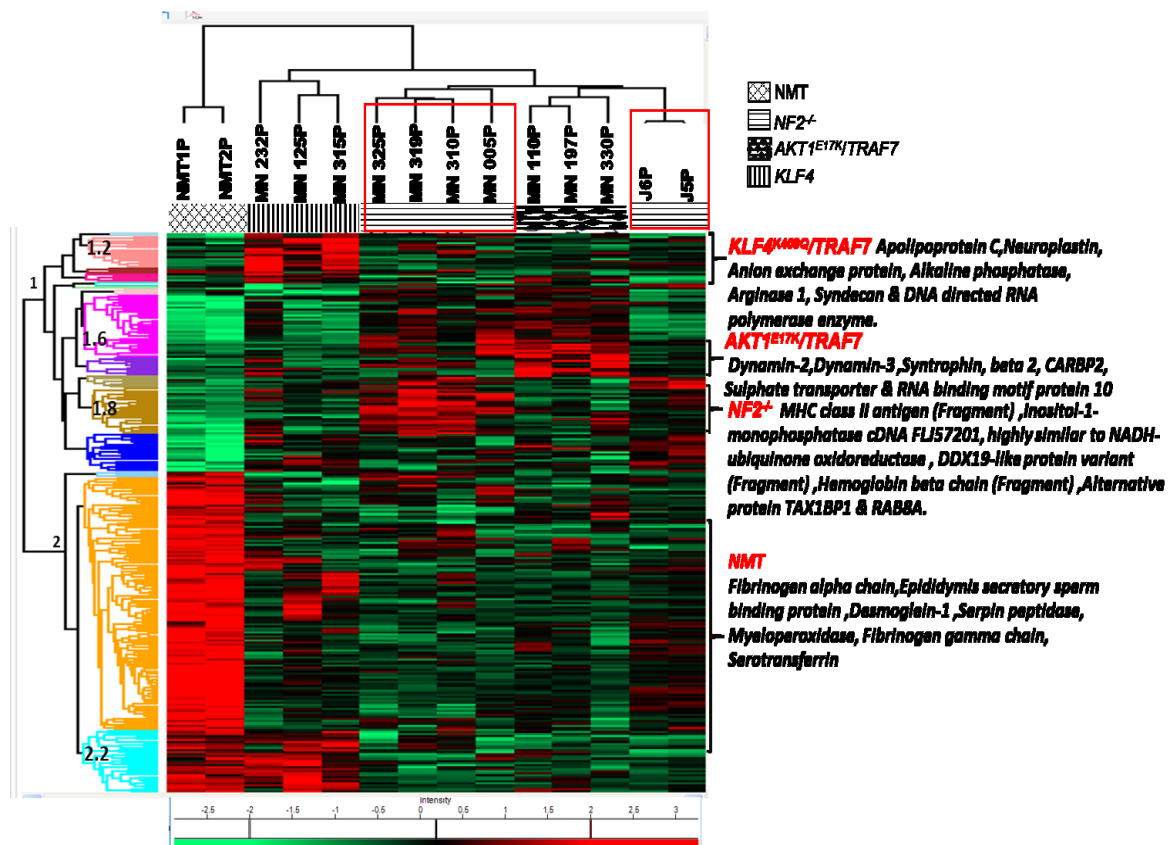 NMT
NF2-/-
AKT1E17K/TRAF7
KLF4
NMT1P
NMT2P
MN 232P
MN 125P
MN 315P
MN 325P
MN 319P
MN 310P
MN 005P
MN 110P
MN 197P
MN 330P
J6P
J5P
1
1.2
1.6
1.8
2
2.2
KLF4K409Q/TRAF7 Apolipoprotein C,Neuroplastin,
Anion exchange protein, Alkaline phosphatase,
Arginase 1, Syndecan & DNA directed RNA
polymerase enzyme.
AKT1E17K/TRAF7
Dynamin-2,Dynamin-3,Syntrophin, beta 2, CARBP2,
Sulphate transporter & RNA binding motif protein 10
NF2-/- MHC class II antigen (Fragment) ,inositol-1-
monophosphatase cDNA FLJ57201, highly similar to NADH-
ubiquinone oxidoreductase , DDX19-like protein variant
(Fragment) ,Hemoglobin beta chain (Fragment) ,Alternative
protein TAX1BP1 & RAB8A.
NMT
Fibrinogen alpha chain,Epididymis secretory sperm
binding protein ,Desmoglein-1 ,Serpin peptidase,
Myeloperoxidase, Fibrinogen gamma chain,
Serotransferrin
Intensity
-2.5 -2 -1.5 -1 -0.5 0 0.5 1 1.5 2 2.5 3